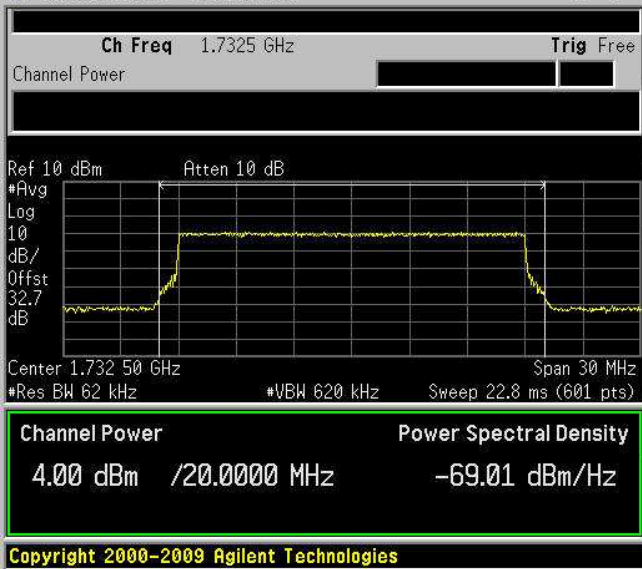 Ch Freq 1.7325 GHz Trig Free
Channel Power
Ref 10 dBm Atten 10 dB
#Avg
Log
10
dB/
Offst
32.7
dB
Center 1.732 50 GHz Span 30 MHz
#Res BW 62 kHz #VBW 620 kHz Sweep 22.8 ms (601 pts)
Channel Power Power Spectral Density
4.00 dBm /20.0000 MHz -69.01 dBm/Hz
Copyright 2000-2009 Agilent Technologies